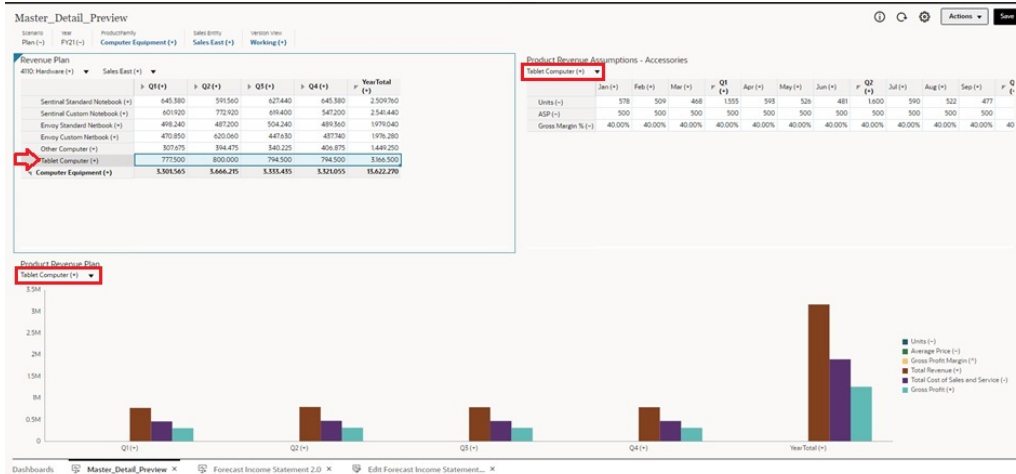 Master_Detail_Preview
Actions ▼ Save
Scenario Year ProductFamily Sales Entity Version View
Plan (~) FY21 (~) Computer Equipment (+) Sales East (+) Working (+)
Revenue Plan
4110: Hardware (+) ▼ Sales East (+) ▼
Q1(+) Q2(+) Q3(+) Q4(+) YearTotal (+)
Sentinal Standard Notebook (+) 645,380 591,560 627,440 645,380 2,509,760
Sentinal Custom Notebook (+) 601,920 772,920 619,400 547,200 2,541,440
Envoy Standard Netbook (+) 498,240 487,200 504,240 489,360 1,979,040
Envoy Custom Netbook (+) 470,850 620,060 447,630 437,740 1,976,280
Other Computer (+) 307,675 394,475 340,225 406,875 1,449,250
Tablet Computer (+) 777,500 800,000 794,500 794,500 3,166,500
Computer Equipment (+) 3,301,565 3,666,215 3,333,435 3,321,055 13,622,270
Product Revenue Assumptions - Accessories
Tablet Computer (+) ▼
Jan (+) Feb (+) Mar (+) Q1 (+) Apr (+) May (+) Jun (+) Q2 (+) Jul (+) Aug (+) Sep (+)
Units (~) 578 509 468 1,555 593 526 481 1,600 590 522 477
ASP (~) 500 500 500 500 500 500 500 500 500 500 500
Gross Margin % (~) 40.00% 40.00% 40.00% 40.00% 40.00% 40.00% 40.00% 40.00% 40.00% 40.00% 40.00%
Product Revenue Plan
Tablet Computer (+) ▼
3.5M
3M
2.5M
2M
1.5M
1M
0.5M
0
Q1(+) Q2(+) Q3(+) Q4(+) YearTotal (+)
Units (~)
Average Price (~)
Gross Profit Margin (^)
Total Revenue (+)
Total Cost of Sales and Service (-)
Gross Profit (+)
Dashboards Master_Detail_Preview × Forecast Income Statement 2.0 × Edit Forecast Income Statement.... ×